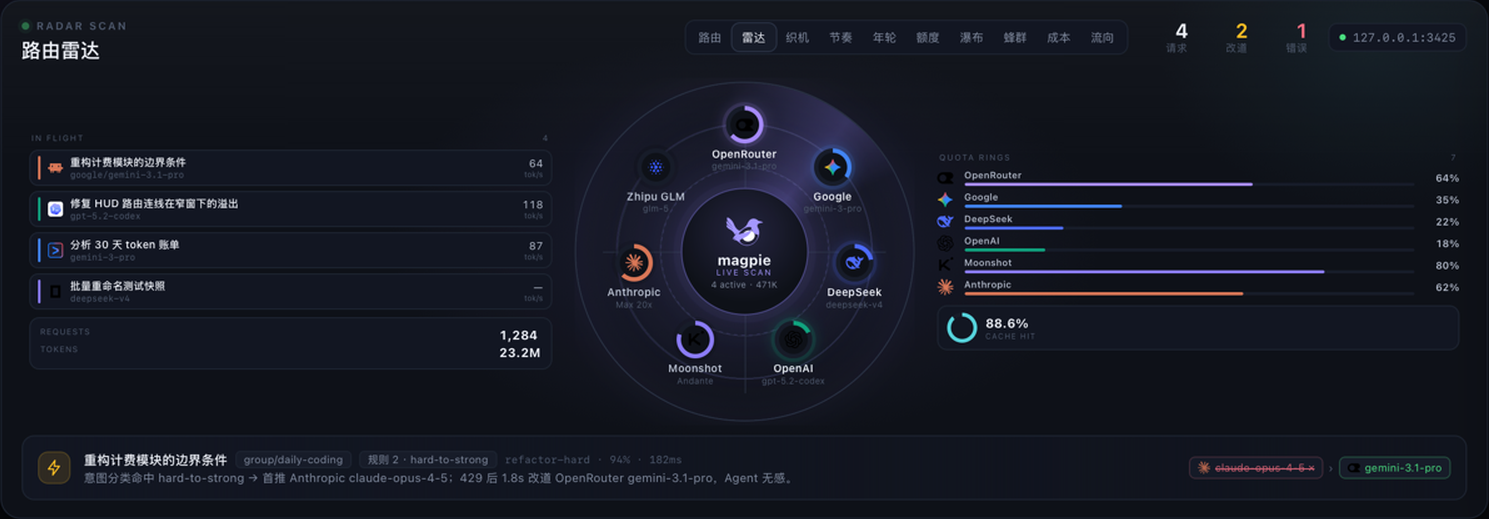 RADAR SCAN
路由雷达
路由 雷达 织机 节奏 年轮 额度 瀑布 蜂群 成本 流向
4 请求
2 改道
1 错误
127.0.0.1:3425
IN FLIGHT 4
重构计费模块的边界条件 64
google/gemini-3.1-pro tok/s
修复 HUD 路由连线在窄窗下的溢出 118
gpt-5.2-codex tok/s
分析 30 天 token 账单 87
gemini-3-pro tok/s
批量重命名测试快照 —
deepseek-v4 tok/s
REQUESTS 1,284
TOKENS 23.2M
OpenRouter
gemini-3.1-pro
Zhipu GLM
glm-5
Google
gemini-3-pro
magpie
LIVE SCAN
4 active · 471K
Anthropic
Max 20x
DeepSeek
deepseek-v4
Moonshot
Andante
OpenAI
gpt-5.2-codex
QUOTA RINGS 7
OpenRouter 64%
Google 35%
DeepSeek 22%
OpenAI 18%
Moonshot 80%
Anthropic 62%
88.6%
CACHE HIT
重构计费模块的边界条件 group/daily-coding 规则 2 · hard-to-strong refactor-hard · 94% · 182ms
意图分类命中 hard-to-strong → 首推 Anthropic claude-opus-4-5；429 后 1.8s 改道 OpenRouter gemini-3.1-pro，Agent 无感。
claude-opus-4-5 × › gemini-3.1-pro